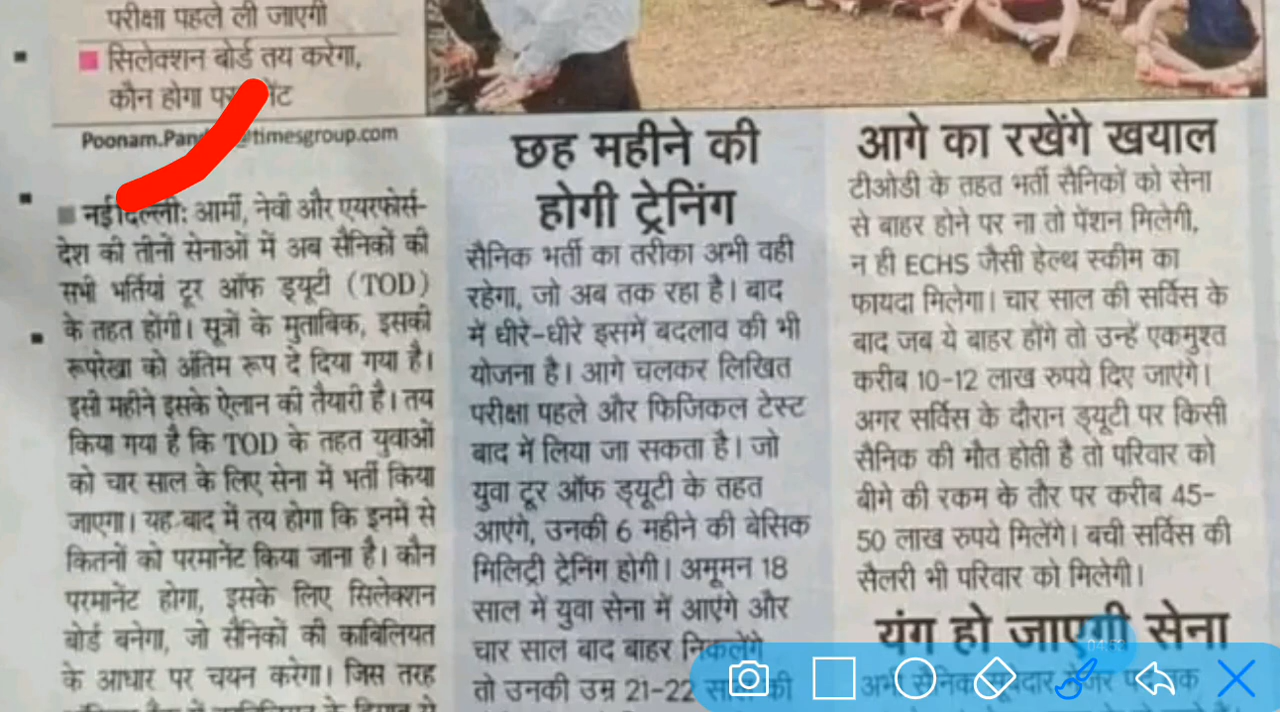 परीक्षा पहले ली जाएगी
सिलेक्शन बोर्ड तय करेगा,
कौन होगा
timesgroup.com
नई दिल्ली: आर्मी, नेवी और एयरफोर्स-
देश की तीनों सेनाओं में अब सैनिकों की
सभी भर्तियां टूर ऑफ ड्यूटी (TOD)
के तहत होंगी। सूत्रों के मुताबिक, इसकी
रूपरेखा को अंतिम रूप दे दिया गया है।
इसी महीने इसके ऐलान की तैयारी है। तय
किया गया है कि TOD के तहत युवाओं
को चार साल के लिए सेना में भर्ती किया
जाएगा। यह बाद में तय होगा कि इनमें से
कितनों को परमानेंट किया जाना है। कौन
परमानेंट होगा, इसके लिए सिलेक्शन
बोर्ड बनेगा, जो सैनिकों की काबिलियत
के आधार पर चयन करेगा। जिस तरह
छह महीने की
होगी ट्रेनिंग
सैनिक भर्ती का तरीका अभी वही
रहेगा, जो अब तक रहा है। बाद
में धीरे-धीरे इसमें बदलाव की भी
योजना है। आगे चलकर लिखित
परीक्षा पहले और फिजिकल टेस्ट
बाद में लिया जा सकता है। जो
युवा टूर ऑफ ड्यूटी के तहत
आएंगे, उनकी 6 महीने की बेसिक
मिलिट्री ट्रेनिंग होगी। अमूमन 18
साल में युवा सेना में आएंगे और
चार साल बाद बाहर निकलेंगे
तो उनकी उम्र 21-22 की
आगे का रखेंगे खयाल
टीओडी के तहत भर्ती सैनिकों को सेना
से बाहर होने पर ना तो पेंशन मिलेगी,
न ही ECHS जैसी हेल्थ स्कीम का
फायदा मिलेगा। चार साल की सर्विस के
बाद जब ये बाहर होंगे तो उन्हें एकमुश्त
करीब 10-12 लाख रुपये दिए जाएंगे।
अगर सर्विस के दौरान ड्यूटी पर किसी
सैनिक की मौत होती है तो परिवार को
बीमे की रकम के तौर पर करीब 45-
50 लाख रुपये मिलेंगे। बची सर्विस की
सैलरी भी परिवार को मिलेगी।
यंग हो जाएगी सेना
अभी सैनिक